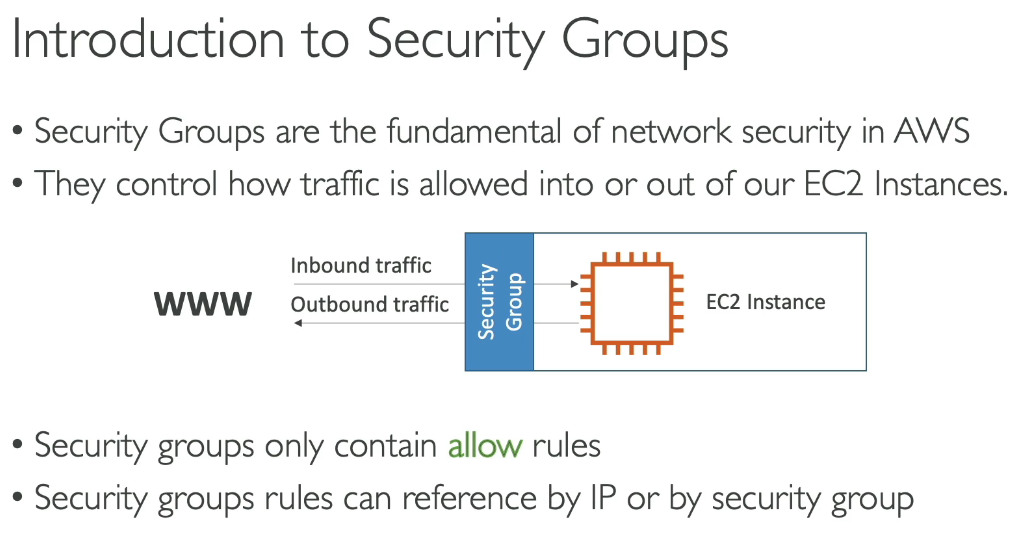 Introduction to Security Groups
• Security Groups are the fundamental of network security in AWS
• They control how traffic is allowed into or out of our EC2 Instances.
Inbound traffic
WWW
Outbound traffic
Security
Group
EC2 Instance
• Security groups only contain allow rules
• Security groups rules can reference by IP or by security group